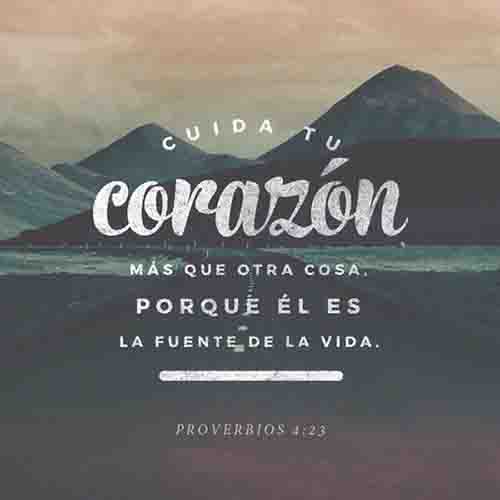 CUIDA TU
corazón,
MÁS QUE OTRA COSA,
PORQUE ÉL ES
LA FUENTE DE LA VIDA.
PROVERBIOS 4:23